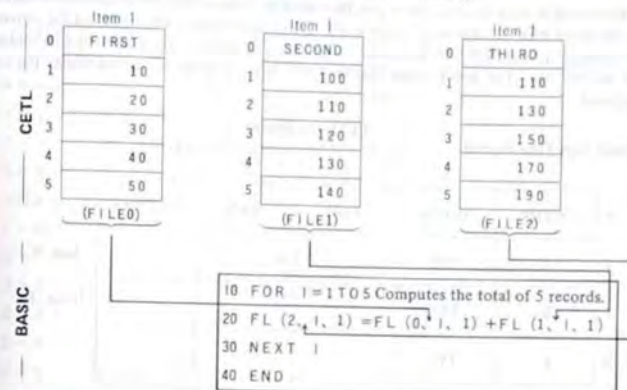 Item 1 Item 1 Item 1
0 FIRST 0 SECOND 0 THIRD
1 10 1 100 1 110
2 20 2 110 2 130
3 30 3 120 3 150
4 40 4 130 4 170
5 50 5 140 5 190
(FILE0) (FILE1) (FILE2)
CETL
BASIC
10 FOR I=1TO5 Computes the total of 5 records.
20 FL (2, I, 1) =FL (0, I, 1) +FL (1, I, 1)
30 NEXT I
40 END